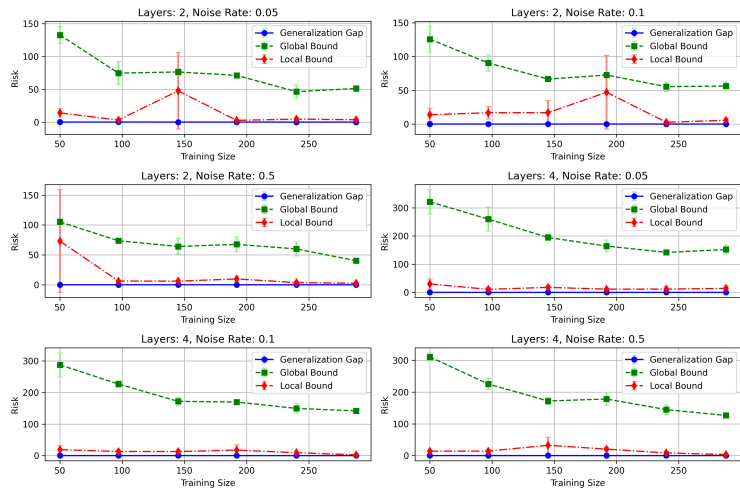 Layers: 2, Noise Rate: 0.05
150
100
50
0
Risk
Generalization Gap
Global Bound
Local Bound
50 100 150 200 250
Training Size
Layers: 2, Noise Rate: 0.1
150
100
50
0
Risk
Generalization Gap
Global Bound
Local Bound
50 100 150 200 250
Training Size
Layers: 2, Noise Rate: 0.5
150
100
50
0
Risk
Generalization Gap
Global Bound
Local Bound
50 100 150 200 250
Training Size
Layers: 4, Noise Rate: 0.05
300
200
100
0
Risk
Generalization Gap
Global Bound
Local Bound
50 100 150 200 250
Training Size
Layers: 4, Noise Rate: 0.1
300
200
100
0
Risk
Generalization Gap
Global Bound
Local Bound
50 100 150 200 250
Training Size
Layers: 4, Noise Rate: 0.5
300
200
100
0
Risk
Generalization Gap
Global Bound
Local Bound
50 100 150 200 250
Training Size